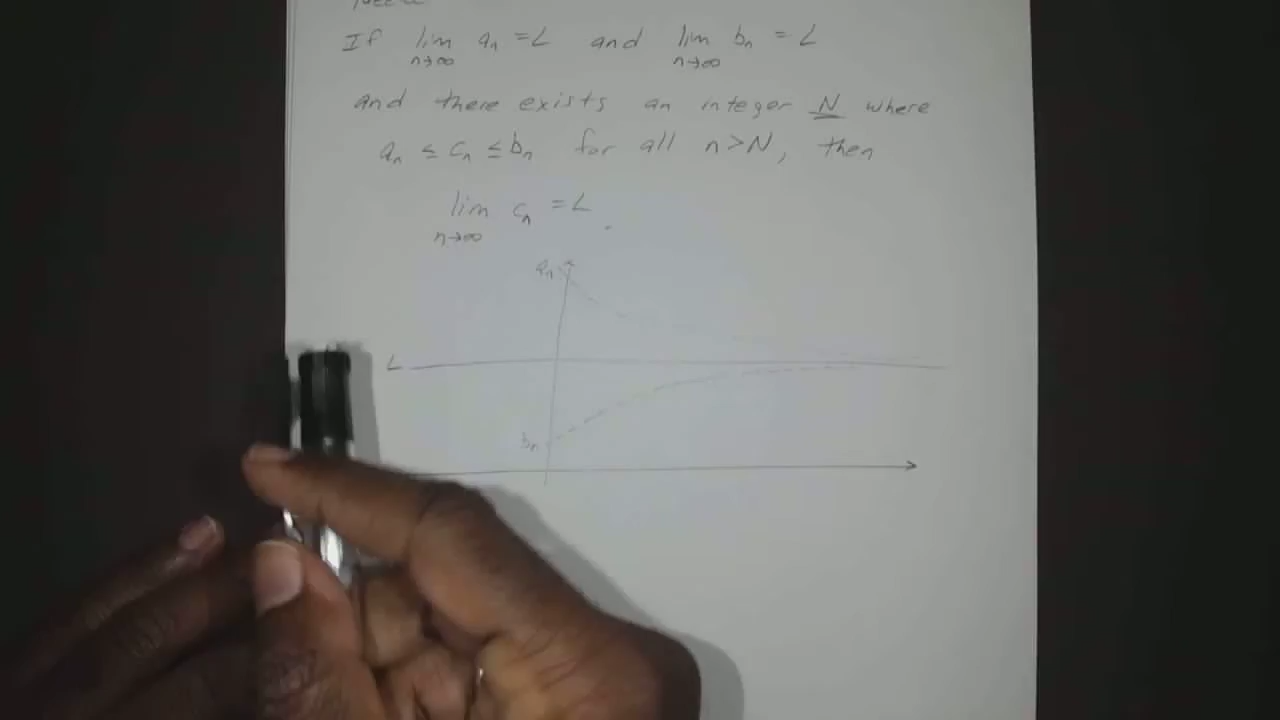 If lim n→∞ aₙ = L and lim n→∞ bₙ = L
and there exists an integer N where
aₙ ≤ cₙ ≤ bₙ for all n > N, then
lim n→∞ cₙ = L.
aₙ
L
bₙ